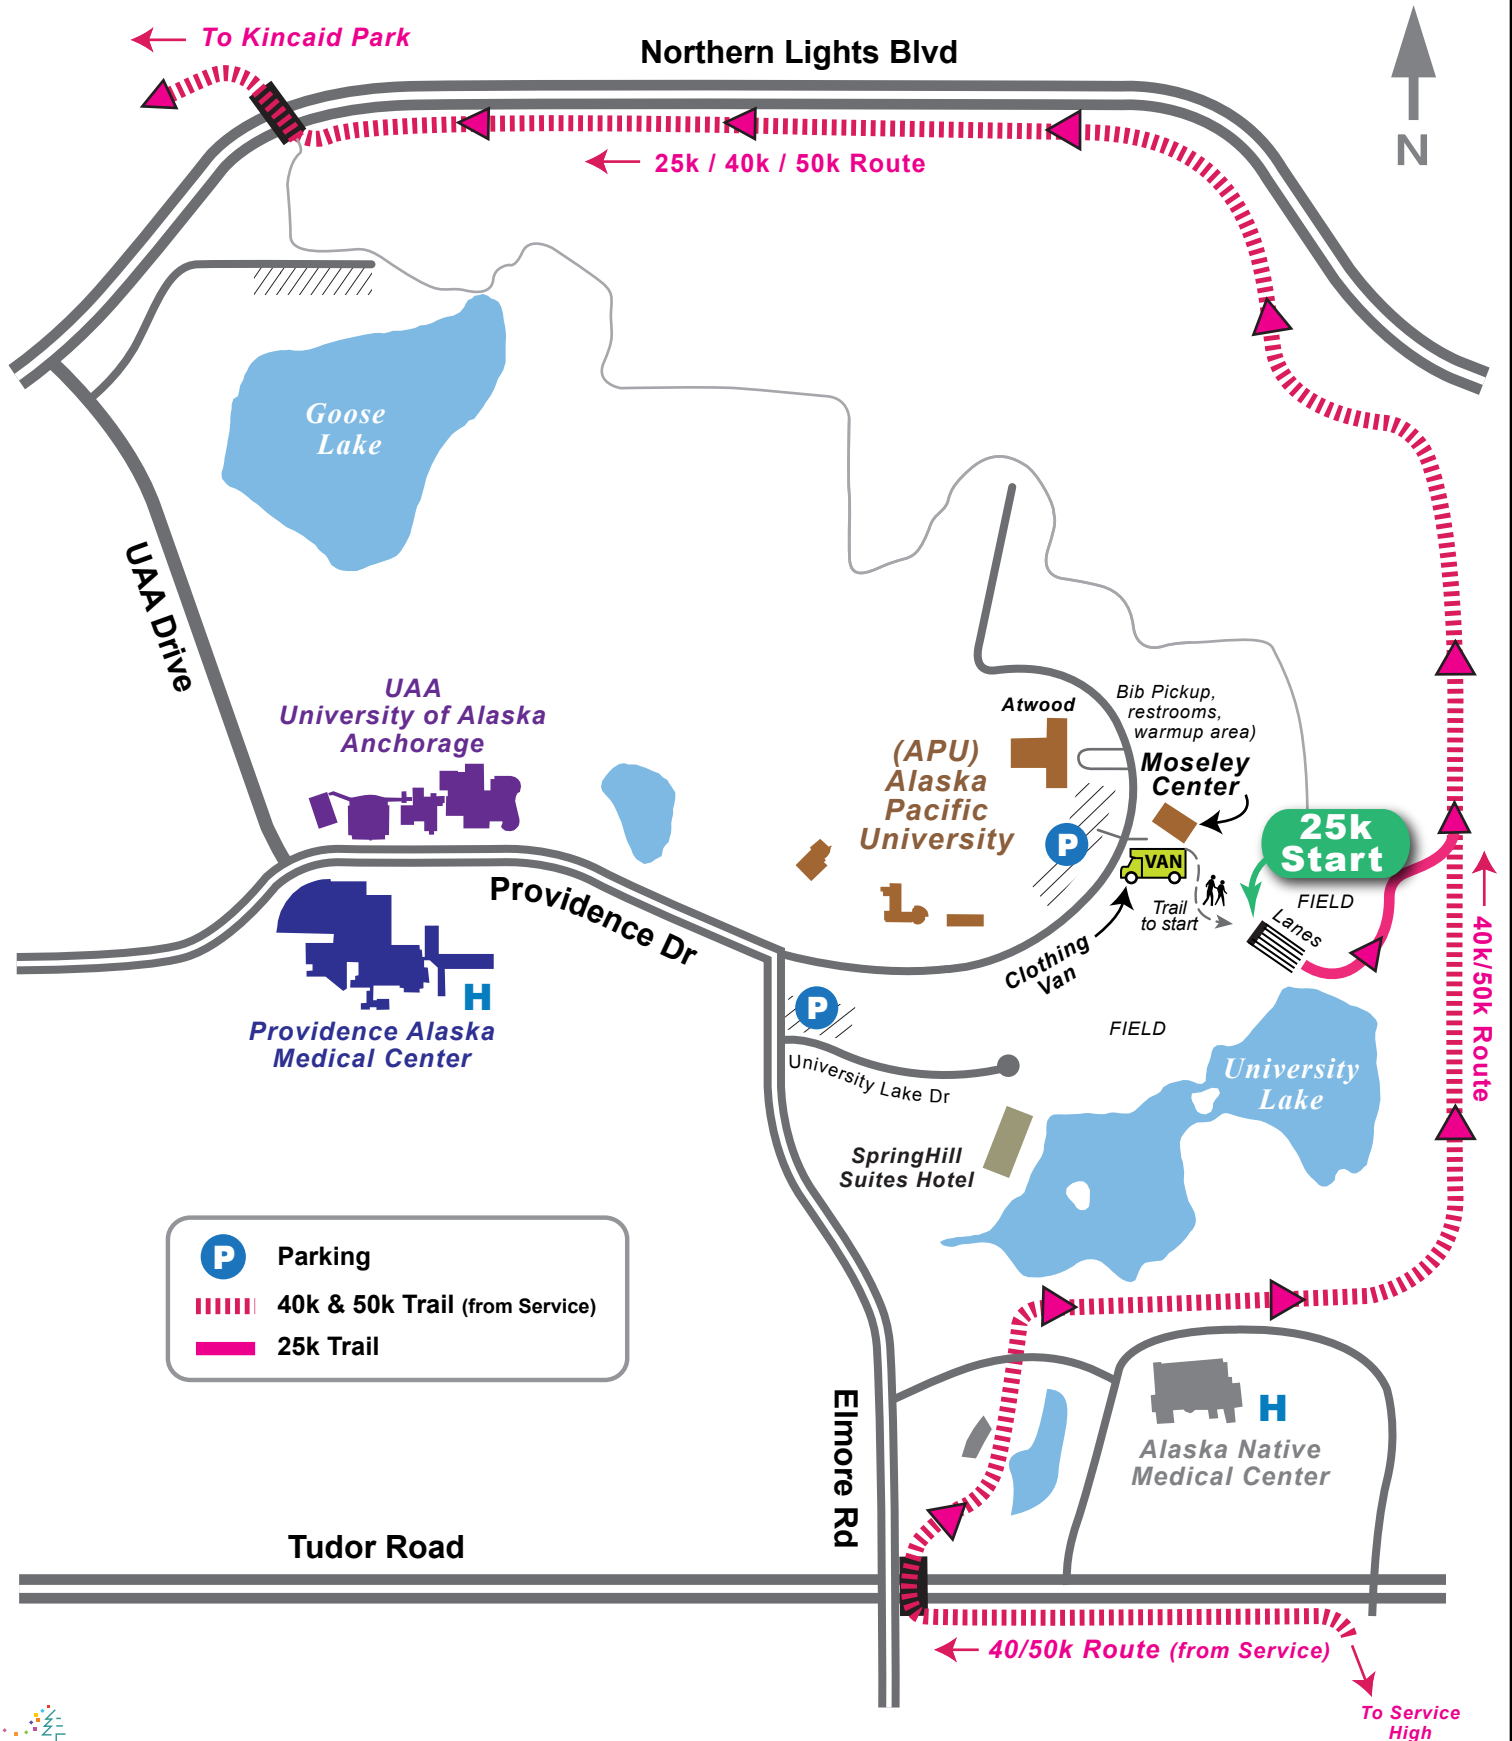 To Kincaid Park
Northern Lights Blvd
N
25k / 40k / 50k Route
Goose
Lake
UAA Drive
UAA
University of Alaska
Anchorage
Atwood
Bib Pickup,
restrooms,
warmup area)
Moseley
Center
(APU)
Alaska
Pacific
University
P
VAN
25k
Start
Trail
to start
FIELD
Lanes
Clothing
Van
40k/50k Route
Providence Dr
H
Providence Alaska
Medical Center
P
FIELD
University Lake Dr
University
Lake
SpringHill
Suites Hotel
P Parking
40k & 50k Trail (from Service)
25k Trail
Elmore Rd
H
Alaska Native
Medical Center
Tudor Road
40/50k Route (from Service)
To Service
High